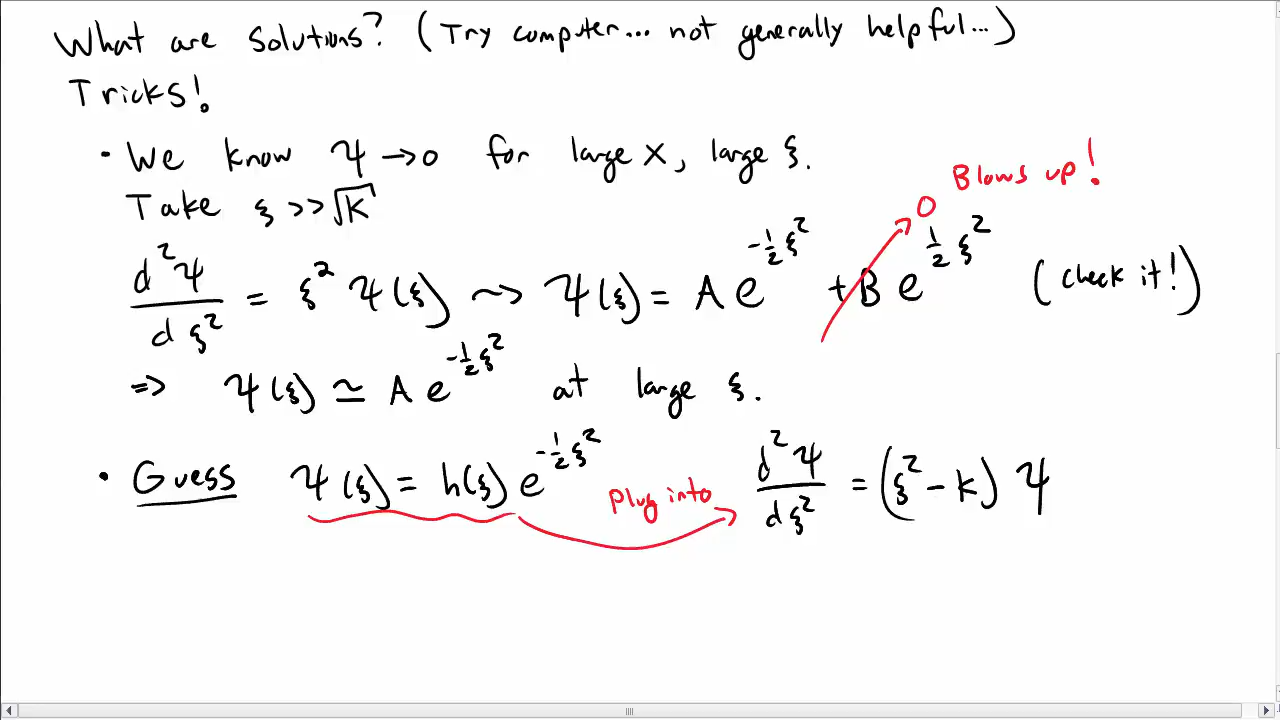 What are solutions? (Try computer... not generally helpful...)
Tricks!
• We know Ψ → 0 for large x, large ξ.
Take ξ >> √K
Blows up!
d²Ψ/dξ² = ξ² Ψ(ξ) ⇝ Ψ(ξ) = A e^{-½ξ²} + B e^{½ξ²} 0 (check it!)
⇒ Ψ(ξ) ≃ A e^{-½ξ²} at large ξ.
• Guess Ψ(ξ) = h(ξ) e^{-½ξ²} Plug into d²Ψ/dξ² = (ξ² - K) Ψ